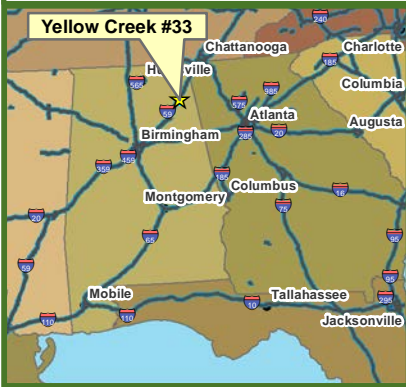 Yellow Creek #33
240
Chattanooga
Charlotte
185
Columbia
565
985
575
59
Atlanta
Augusta
285
20
Birmingham
459
359
185
Columbus
16
Montgomery
75
20
65
95
59
95
Mobile
10
Tallahassee
295
110
110
Jacksonville